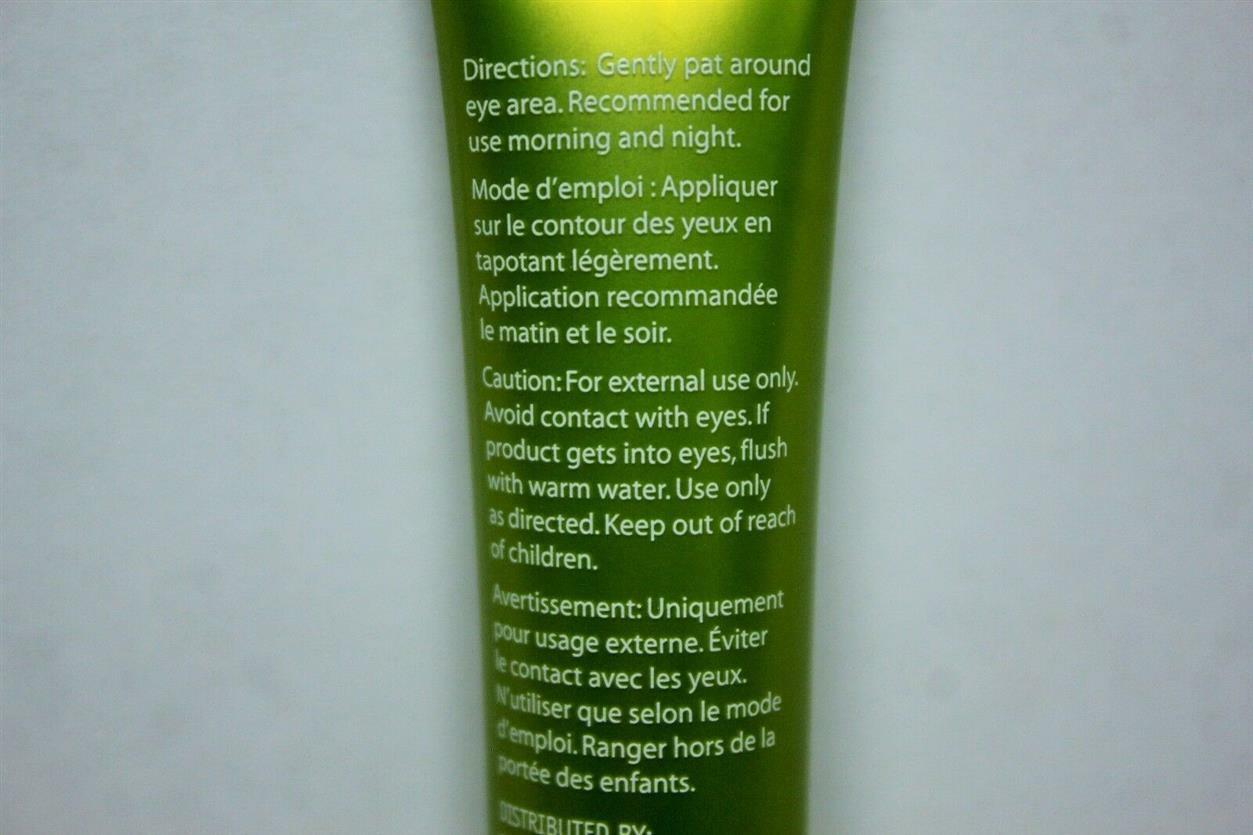 Directions: Gently pat around
eye area. Recommended for
use morning and night.
Mode d'emploi : Appliquer
sur le contour des yeux en
tapotant légèrement.
Application recommandée
le matin et le soir.
Caution: For external use only.
Avoid contact with eyes. If
product gets into eyes, flush
with warm water. Use only
as directed. Keep out of reach
of children.
Avertissement: Uniquement
pour usage externe. Éviter
le contact avec les yeux.
N'utiliser que selon le mode
d'emploi. Ranger hors de la
portée des enfants.
DISTRIBUTED BY: